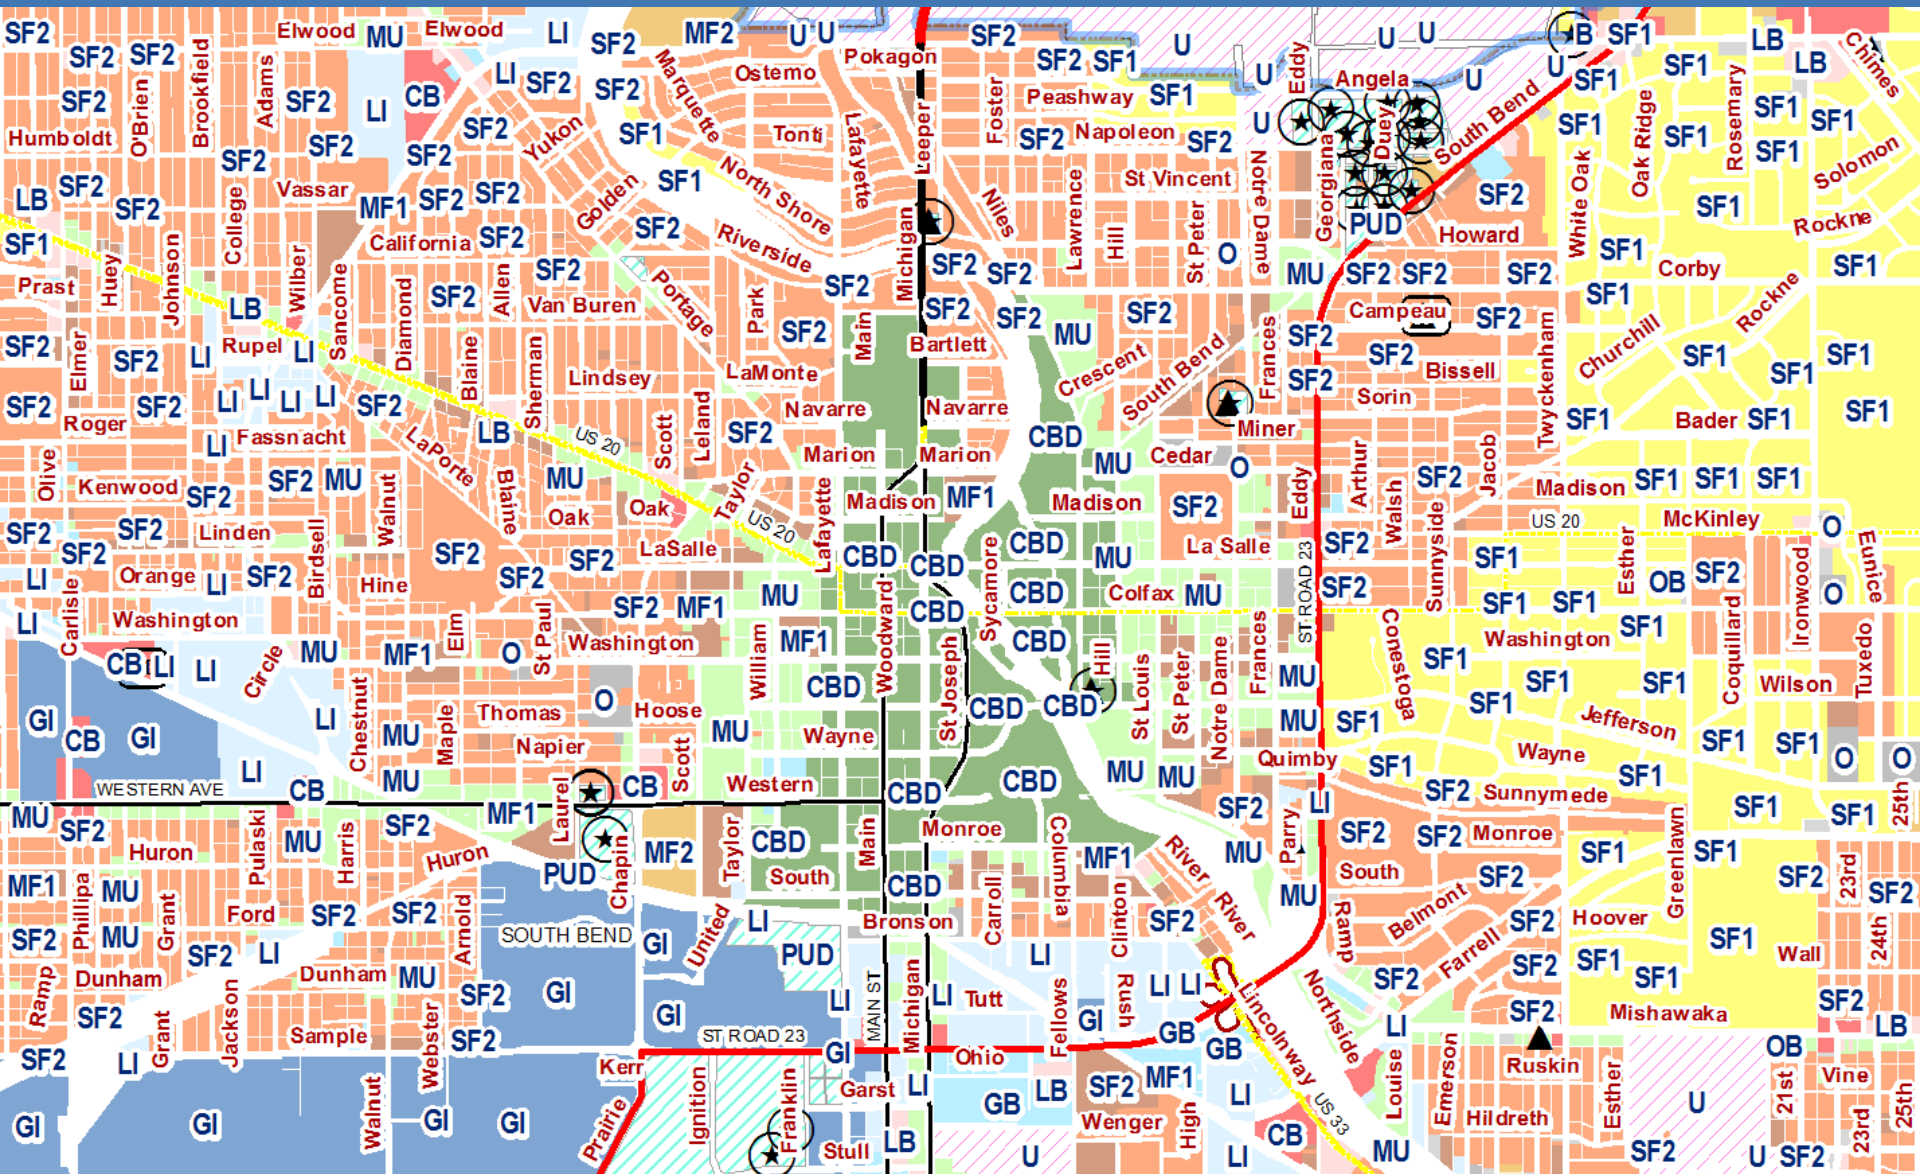 SF2
Elwood
MU
Elwood
LI
SF2
MF2
U
U
Pokagon
SF2
U
U
U
B
SF1
LB
Chimes
SF2
SF2
Brookfield
Adams
LI
SF2
SF2
Marquette
Ostemo
SF2
SF1
U
Eddy
Angela
U
U
SF1
SF1
Rosemary
LB
SF2
O'Brien
SF2
LI
CB
SF2
Yukon
SF1
Tonti
Lafayette
Leeper
Foster
Peashway
SF1
Napoleon
SF2
SF2
U
Duey
South Bend
SF1
Oak Ridge
SF1
SF1
SF1
SF1
Solomon
Humboldt
SF2
SF2
SF2
LB
SF2
SF2
College
Vassar
MF1
SF2
SF2
Golden
SF1
North Shore
Niles
Lawrence
St Vincent
Notre Dame
Georgiana
PUD
SF2
White Oak
SF1
Rockne
SF1
Johnson
Wilber
California
SF2
SF2
Riverside
Michigan
Hill
St Peter
O
Howard
SF1
Corby
SF1
Prast
Huey
LB
Sancome
Diamond
SF2
Allen
SF2
Van Buren
Portage
Park
SF2
SF2
SF2
MU
SF2
SF2
SF2
SF1
Rockne
SF2
Elmer
SF2
LI
Rupel
LI
Blaine
Sherman
SF2
Main
SF2
Bartlett
SF2
MU
SF2
Frances
SF2
Campeau
SF2
Twyckenham
Churchill
SF1
SF1
SF2
Roger
SF2
LI
LI
LI
LI
SF2
Lindsey
LaMonte
Crescent
South Bend
SF2
SF2
Bissell
Sorin
SF1
SF1
SF1
Bader
SF1
LI
Fassnacht
LaPorte
LB
US 20
Scott
Leland
SF2
Navarre
Navarre
CBD
Miner
Olive
Kenwood
SF2
SF2
MU
Walnut
Blaine
MU
Marion
Marion
MU
Cedar
O
Eddy
Arthur
SF2
Jacob
Madison
SF1
SF1
SF1
SF2
SF2
Linden
Birdsell
Oak
Oak
Taylor
US 20
Lafayette
Madison
MF1
Madison
SF2
Walsh
Sunnyside
US 20
McKinley
O
Eunice
SF2
SF2
SF2
LaSalle
CBD
CBD
CBD
MU
La Salle
ST ROAD 23
SF2
SF1
Esther
OB
SF2
Ironwood
LI
Carlisle
Orange
LI
SF2
Hine
SF2
Woodward
Sycamore
SF2
O
LI
Washington
Elm
St Paul
SF2
MF1
MU
CBD
CBD
Colfax
MU
SF1
SF1
Coquillard
CB
LI
LI
Circle
MU
MF1
O
Washington
William
MF1
St Joseph
CBD
Hill
St Louis
St Peter
Notre Dame
Frances
Conestoga
Washington
SF1
SF1
Tuxedo
GI
CB
GI
LI
Chestnut
MU
Maple
Thomas
O
Hoose
CBD
CBD
CBD
MU
SF1
SF1
SF1
Wilson
Napier
Scott
MU
Wayne
MU
SF1
SF1
Jefferson
SF1
SF1
LI
MU
Quimby
SF1
Wayne
SF1
O
O
WESTERN AVE
CB
Laurel
CB
Western
CBD
CBD
MU
MU
LI
SF2
Sunnymede
Greenlawn
SF1
SF1
25th
MU
SF2
Pulaski
MU
Harris
SF2
MF1
Chapin
Taylor
CBD
Main
Monroe
Columbia
SF2
Parry
SF2
SF2
Monroe
Huron
Huron
PUD
MF2
MF1
River
MU
SF1
SF1
MF1
Phillipa
MU
Grant
South
CBD
Carroll
Clinton
MU
South
SF2
SF2
23rd
SF2
Ford
SF2
SF2
Arnold
United
LI
Bronson
SF2
River
Ramp
Belmont
SF2
Hoover
SF2
MU
SF2
LI
SOUTH BEND
GI
PUD
LI
Farrell
SF2
SF1
SF1
Wall
24th
Ramp
Dunham
Dunham
MU
GI
MAIN ST
Michigan
LI
Tutt
Fellows
Rush
LI
LI
Lincolnway
Northside
SF2
SF1
SF2
Grant
Jackson
Sample
Webster
SF2
GI
LI
GI
GB
SF2
Mishawaka
SF2
LB
SF2
LI
SF2
ST ROAD 23
GI
Ohio
GB
LI
OB
Kerr
Ignition
Franklin
Garst
LI
GB
LB
SF2
MF1
LI
Louise
Emerson
Ruskin
Esther
21st
Vine
25th
GI
GI
Walnut
GI
GI
Prairie
Wenger
High
US 33
Hildreth
U
23rd
Stull
LB
U
LI
CB
MU
SF2
U
SF2